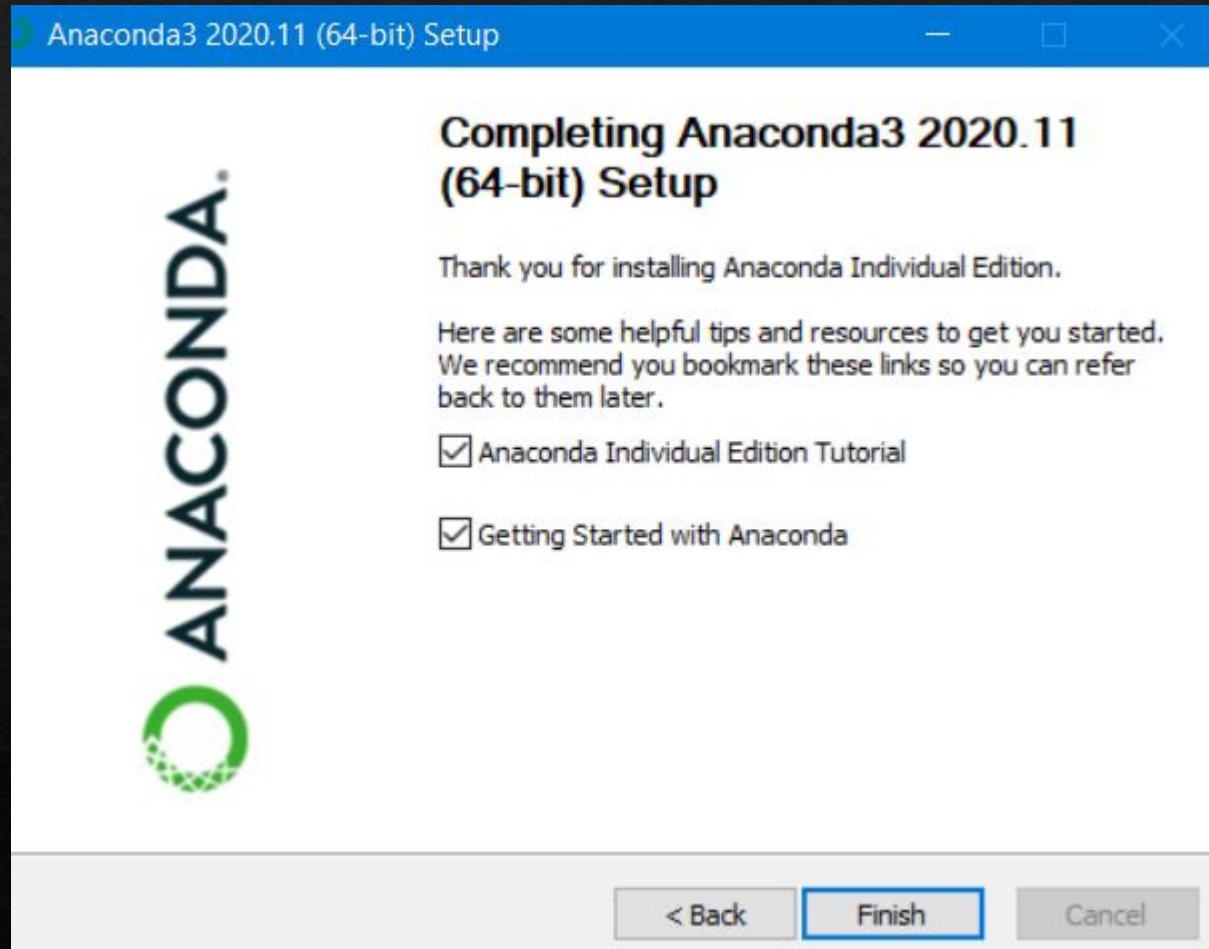 Anaconda3 2020.11 (64-bit) Setup
Completing Anaconda3 2020.11
(64-bit) Setup
ANACONDA.
Thank you for installing Anaconda Individual Edition.
Here are some helpful tips and resources to get you started.
We recommend you bookmark these links so you can refer
back to them later.
Anaconda Individual Edition Tutorial
Getting Started with Anaconda
< Back
Finish
Cancel